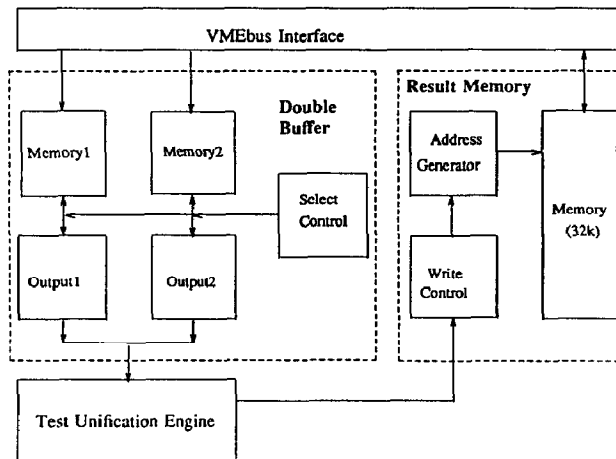 VMEbus Interface
Double
Buffer
Memory1
Memory2
Select
Control
Output1
Output2
Result Memory
Address
Generator
Memory
(32k)
Write
Control
Test Unification Engine